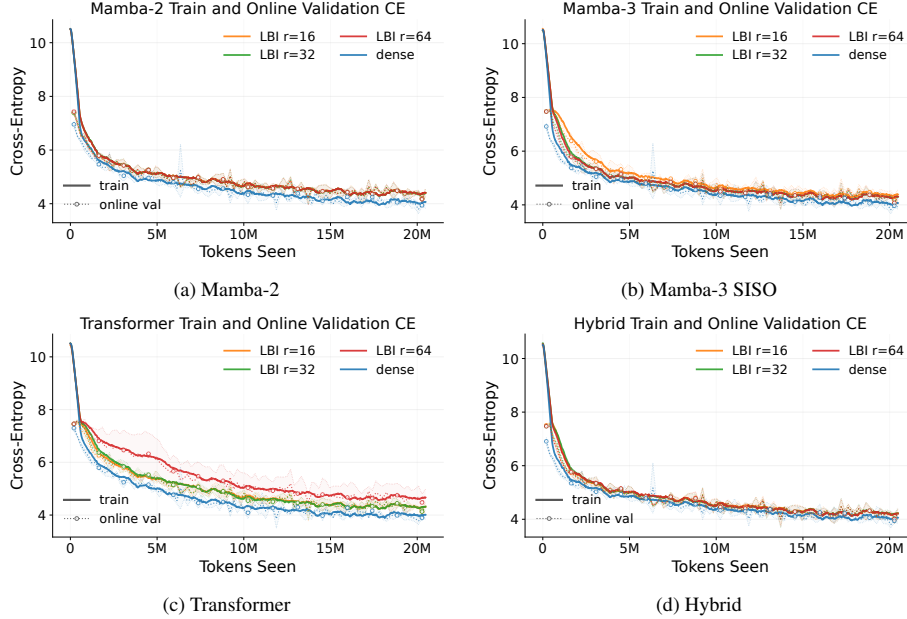 Mamba-2 Train and Online Validation CE
Cross-Entropy
10
8
6
4
LBI r=16
LBI r=32
LBI r=64
dense
train
online val
0
5M
10M
15M
20M
Tokens Seen
(a) Mamba-2
Mamba-3 Train and Online Validation CE
Cross-Entropy
10
8
6
4
LBI r=16
LBI r=32
LBI r=64
dense
train
online val
0
5M
10M
15M
20M
Tokens Seen
(b) Mamba-3 SISO
Transformer Train and Online Validation CE
Cross-Entropy
10
8
6
4
LBI r=16
LBI r=32
LBI r=64
dense
train
online val
0
5M
10M
15M
20M
Tokens Seen
(c) Transformer
Hybrid Train and Online Validation CE
Cross-Entropy
10
8
6
4
LBI r=16
LBI r=32
LBI r=64
dense
train
online val
0
5M
10M
15M
20M
Tokens Seen
(d) Hybrid